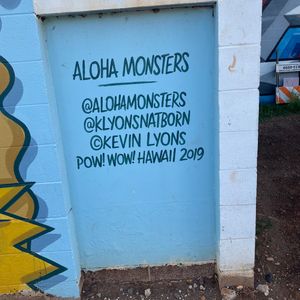 ALOHA MONSTERS
@ALOHAMONSTERS
@KLYONSNATBORN
©KEVIN LYONS
POW! WOW! HAWAII 2019